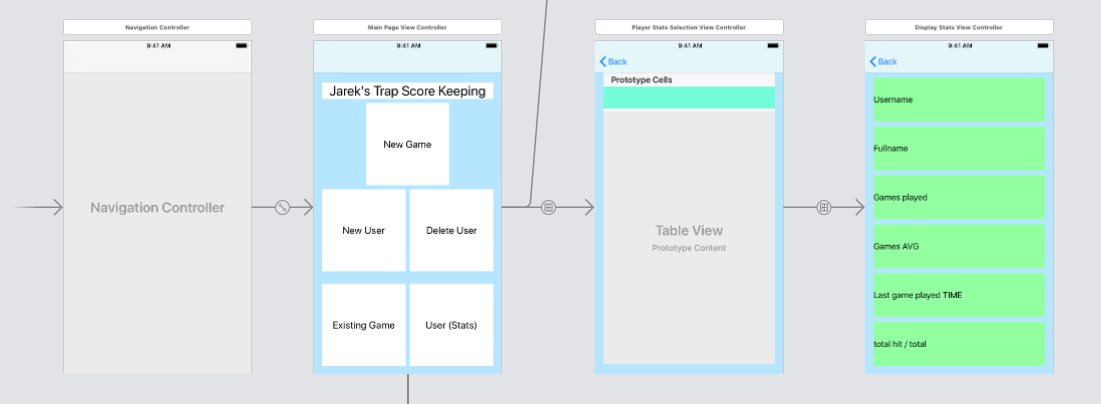 Navigation Controller
9:41 AM
Navigation Controller
Main Page View Controller
9:41 AM
Jarek's Trap Score Keeping
New Game
New User
Delete User
Existing Game
User (Stats)
Player Stats Selection View Controller
9:41 AM
Back
Prototype Cells
Table View
Prototype Content
Display Stats View Controller
9:41 AM
Back
Username
Fullname
Games played
Games AVG
Last game played TIME
total hit / total